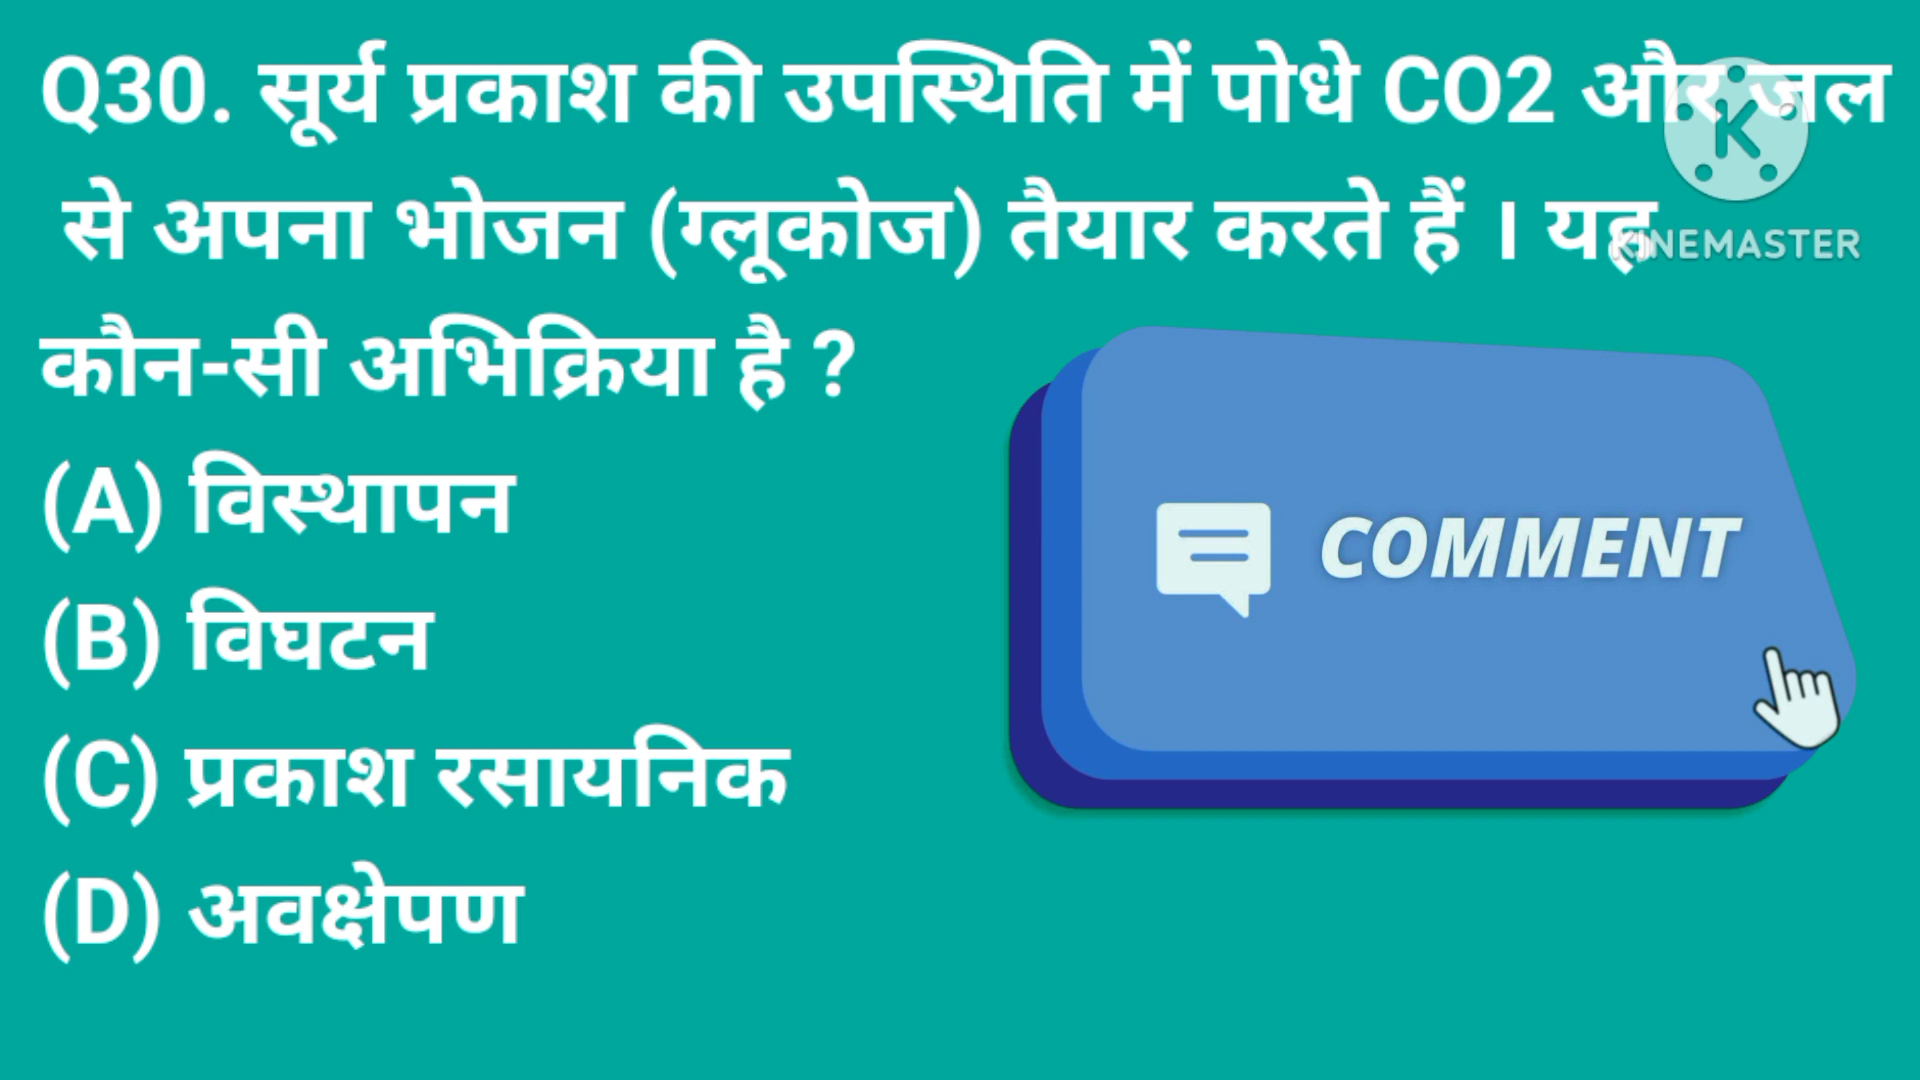 Q30. सूर्य प्रकाश की उपस्थिति में पोधे CO2 और जल
से अपना भोजन (ग्लूकोज) तैयार करते हैं । यह
कौन-सी अभिक्रिया है ?
(A) विस्थापन
(B) विघटन
(C) प्रकाश रसायनिक
(D) अवक्षेपण
COMMENT
K
KINEMASTER